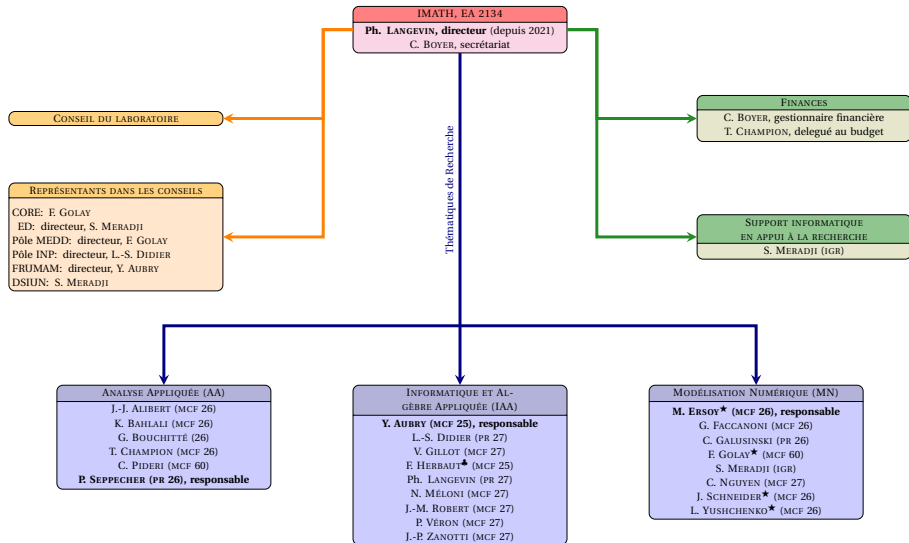 IMATH, EA 2134
Ph. LANGEVIN, directeur (depuis 2021)
C. BOYER, secrétariat
CONSEIL DU LABORATOIRE
REPRÉSENTANTS DANS LES CONSEILS
CORE: F. GOLAY
ED: directeur, S. MERADJI
Pôle MEDD: directeur, F. GOLAY
Pôle INP: directeur, L.-S. DIDIER
FRUMAM: directeur, Y. AUBRY
DSIUN: S. MERADJI
Thématiques de Recherche
FINANCES
C. BOYER, gestionnaire financière
T. CHAMPION, delegué au budget
SUPPORT INFORMATIQUE
EN APPUI À LA RECHERCHE
S. MERADJI (IGR)
ANALYSE APPLIQUÉE (AA)
J.-J. ALIBERT (MCF 26)
K. BAHLALI (MCF 26)
G. BOUCHITTÉ (26)
T. CHAMPION (MCF 26)
C. PIDERI (MCF 60)
P. SEPPECHER (PR 26), responsable
INFORMATIQUE ET AL-
GÈBRE APPLIQUÉE (IAA)
Y. AUBRY (MCF 25), responsable
L.-S. DIDIER (PR 27)
V. GILLOT (MCF 27)
F. HERBAUT♣ (MCF 25)
Ph. LANGEVIN (PR 27)
N. MÉLONI (MCF 27)
J.-M. ROBERT (MCF 27)
P. VÉRON (MCF 27)
J.-P. ZANOTTI (MCF 27)
MODÉLISATION NUMÉRIQUE (MN)
M. ERSOY★ (MCF 26), responsable
G. FACCANONI (MCF 26)
C. GALUSINSKI (PR 26)
F. GOLAY★ (MCF 60)
S. MERADJI (IGR)
C. NGUYEN (MCF 27)
J. SCHNEIDER★ (MCF 26)
L. YUSHCHENKO★ (MCF 26)